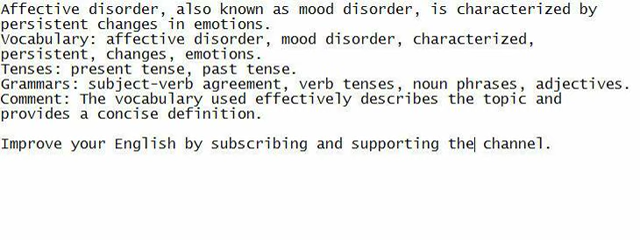 Affective disorder, also known as mood disorder, is characterized by
persistent changes in emotions.
Vocabulary: affective disorder, mood disorder, characterized,
persistent, changes, emotions.
Tenses: present tense, past tense.
Grammars: subject-verb agreement, verb tenses, noun phrases, adjectives.
Comment: The vocabulary used effectively describes the topic and
provides a concise definition.
Improve your English by subscribing and supporting the channel.